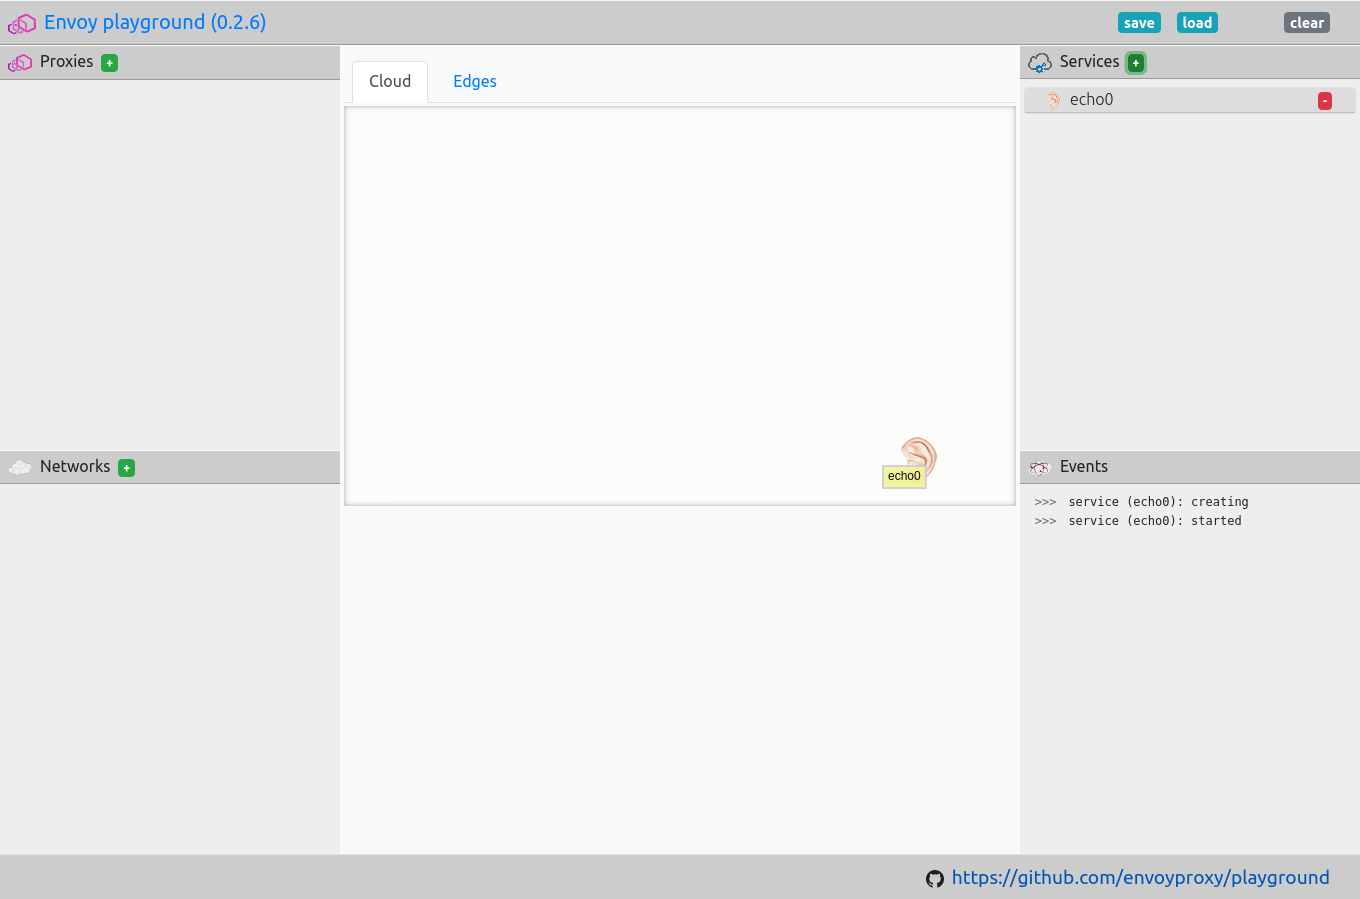 Envoy playground (0.2.6)
save load clear
Proxies +
Cloud Edges
Services +
echo0 -
echo0
Networks +
Events
>>> service (echo0): creating
>>> service (echo0): started
https://github.com/envoyproxy/playground